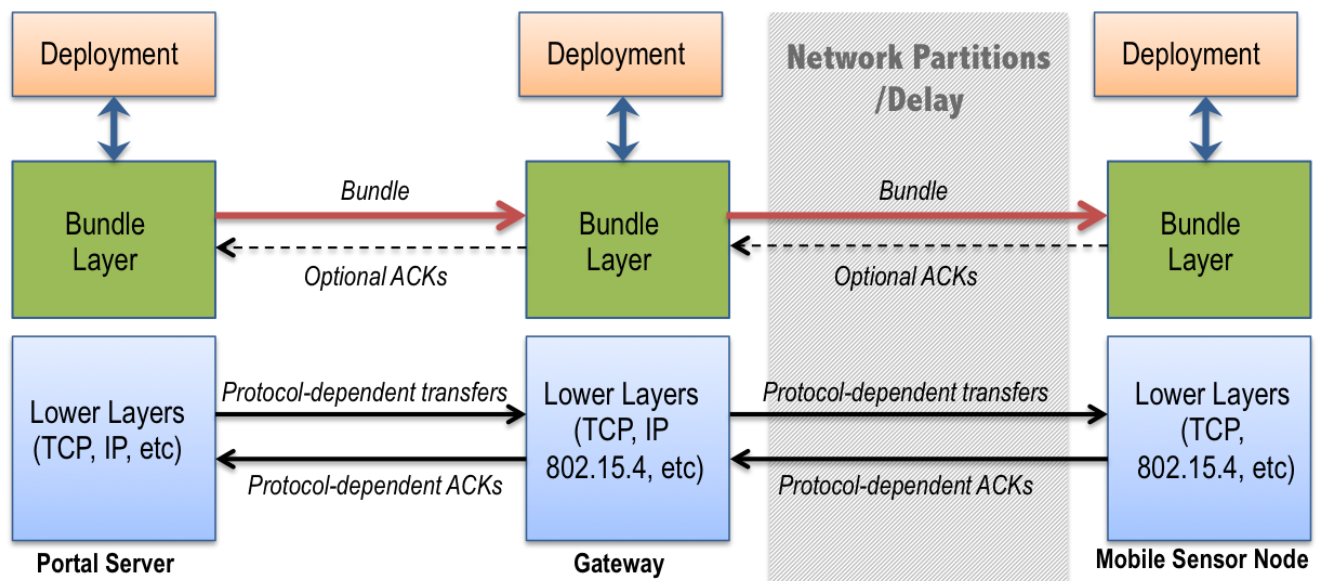 Deployment
Deployment
Network Partitions
/Delay
Deployment
Bundle
Layer
Bundle
Optional ACKs
Bundle
Layer
Bundle
Optional ACKs
Bundle
Layer
Lower Layers
(TCP, IP, etc)
Protocol-dependent transfers
Protocol-dependent ACKs
Lower Layers
(TCP, IP
802.15.4, etc)
Protocol-dependent transfers
Protocol-dependent ACKs
Lower Layers
(TCP,
802.15.4, etc)
Portal Server
Gateway
Mobile Sensor Node